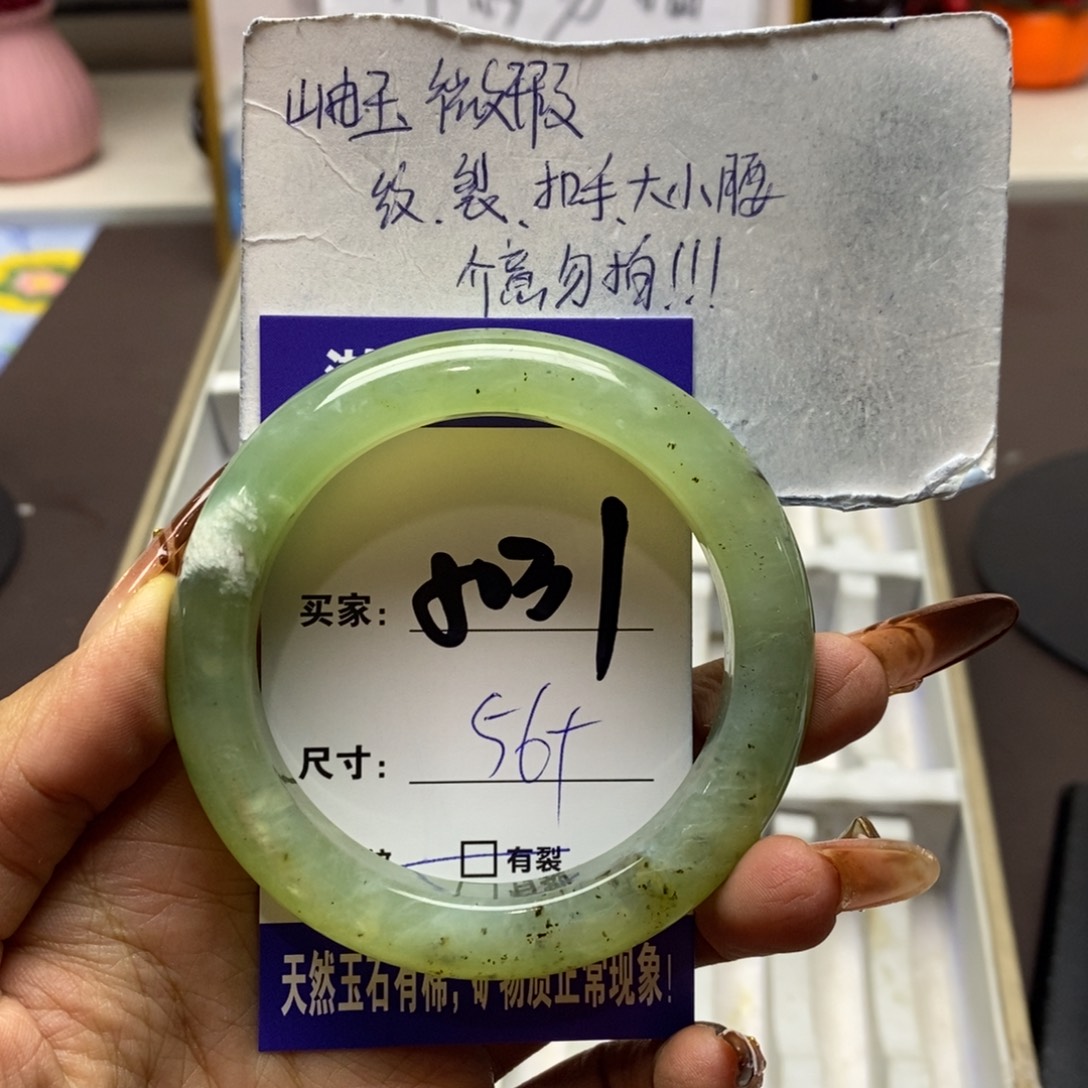 岫玉 微瑕
纹、裂、扣手、大小腰
介意勿拍!!!
买家:
尺寸: 56+
有裂
天然玉石有棉,矿物质正常现象!